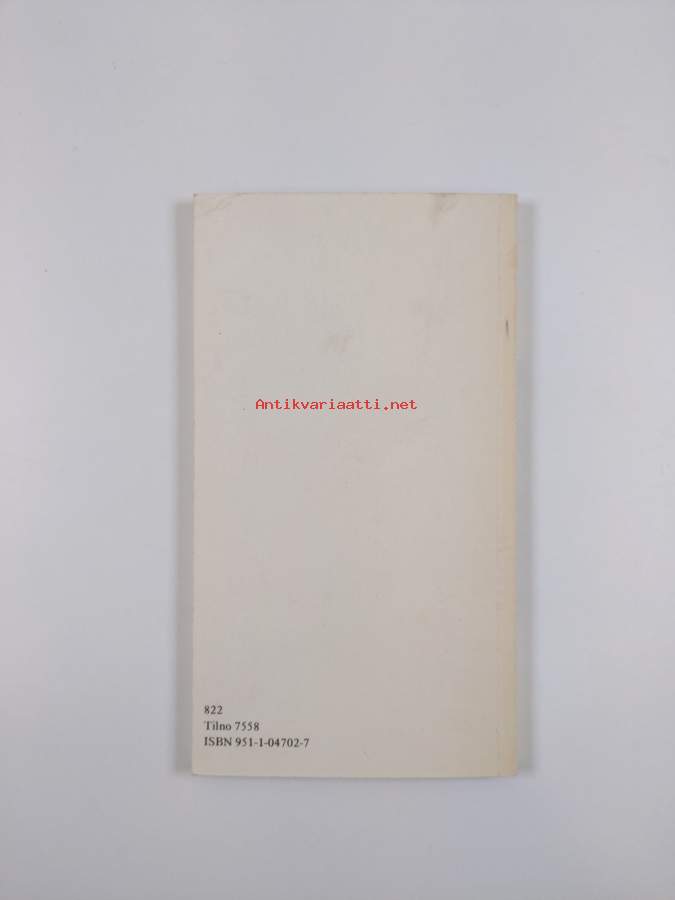 Antikvariaatti.net
822
Tilno 7558
ISBN 951-1-04702-7